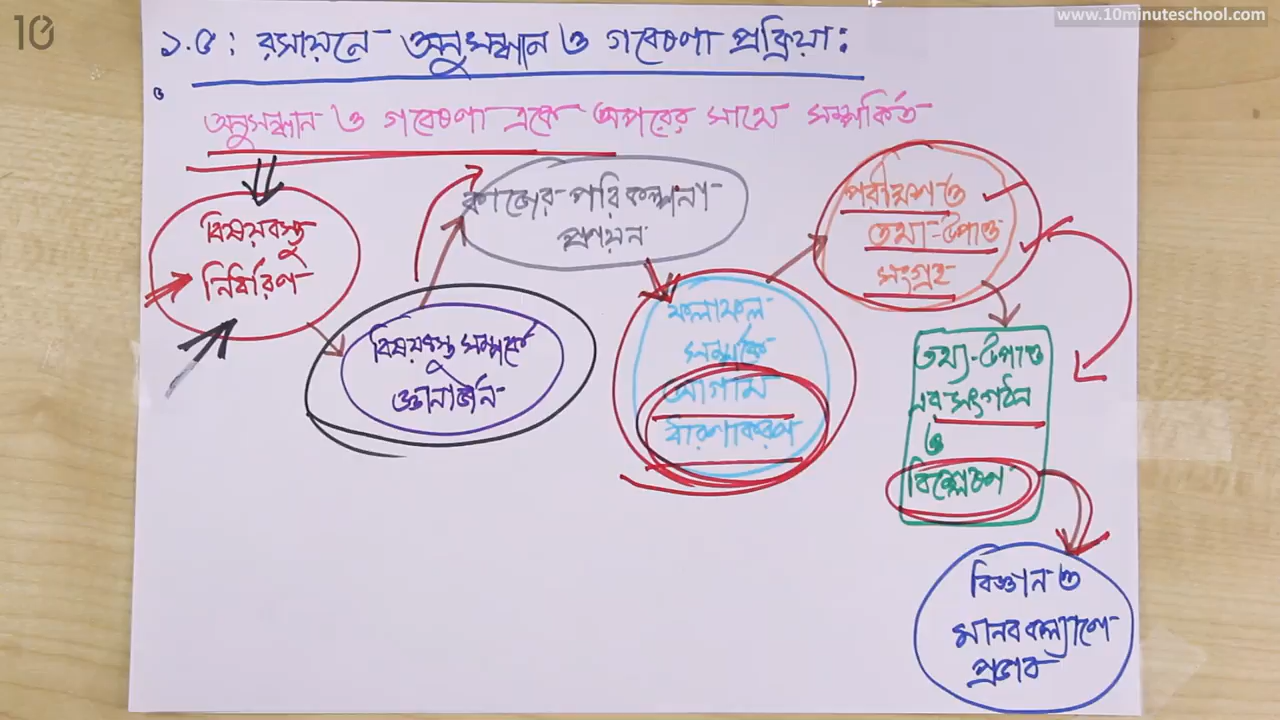 10
www.10minuteschool.com
১.৫: রসায়নে অনুসন্ধান ও গবেষণা প্রক্রিয়া:
অনুসন্ধান ও গবেষণা একে অপরের সাথে সম্পর্কিত
বিষয়বস্তু
নির্ধারণ
বিষয়বস্তু সম্পর্কে
জ্ঞানার্জন
কাজের পরিকল্পনা
প্রণয়ন
ফলাফল
সম্পর্কে
আগাম
ধারণাকরণ
পরীক্ষণ ও
তথ্য-উপাত্ত
সংগ্রহ
তথ্য-উপাত্ত
এর সংগঠন
ও
বিশ্লেষণ
বিজ্ঞান ও
মানবকল্যাণে
প্রভাব